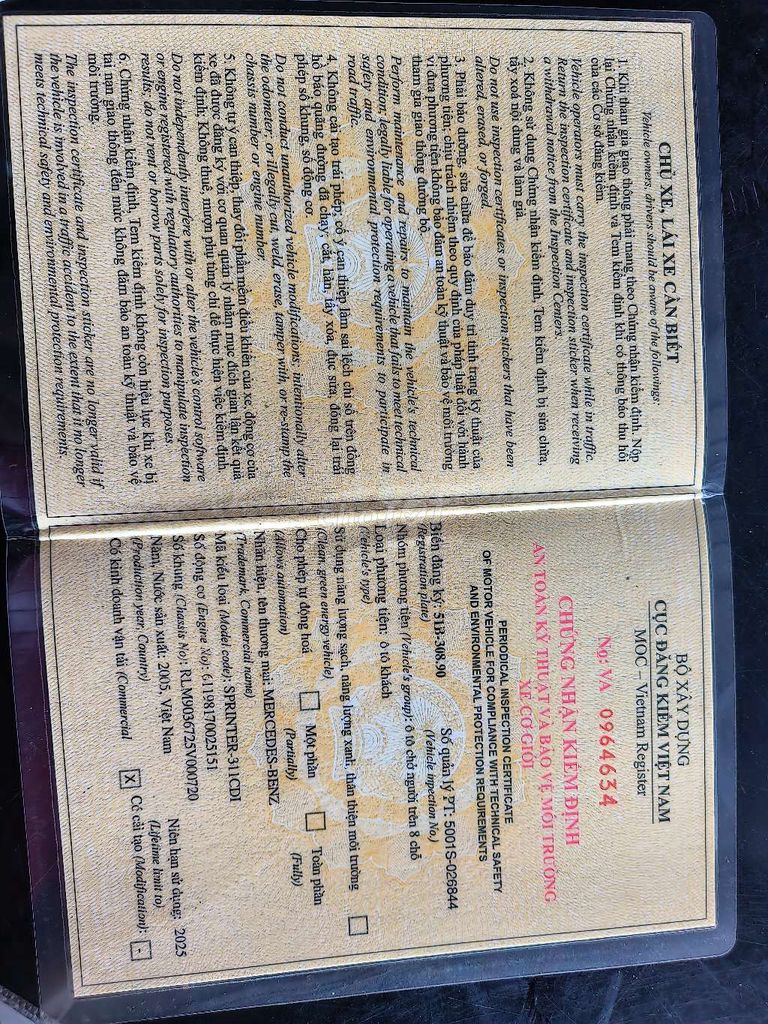 CHỦ XE, LÁI XE CẦN BIẾT
Vehicle owners, drivers should be aware of the followings:
1. Khi tham gia giao thông phải mang theo Chứng nhận kiểm định. Nộp
lại Chứng nhận kiểm định và Tem kiểm định khi có thông báo thu hồi
của các Cơ sở đăng kiểm.
Vehicle operators must carry the inspection certificate while in traffic.
Return the inspection certificate and inspection sticker when receiving
a withdrawal notice from the Inspection Centers.
2. Không sử dụng Chứng nhận kiểm định, Tem kiểm định bị sửa chữa,
tẩy xoá nội dung và làm giả.
Do not use inspection certificates or inspection stickers that have been
altered, erased, or forged.
3. Phải bảo dưỡng, sửa chữa để bảo đảm duy trì tình trạng kỹ thuật của
phương tiện; chịu trách nhiệm theo quy định của pháp luật đối với hành
vi đưa phương tiện không bảo đảm an toàn kỹ thuật và bảo vệ môi trường
tham gia giao thông đường bộ.
Perform maintenance and repairs to maintain the vehicle's technical
condition; legally liable for operating a vehicle that fails to meet technical
safety and environmental protection requirements to participate in
road traffic.
4. Không cải tạo trái phép; cố ý can thiệp làm sai lệch chỉ số trên đồng
hồ báo quãng đường đã chạy; cắt, hàn, tẩy xóa, đục sửa, đóng lại trái
phép số khung, số động cơ.
Do not conduct unauthorized vehicle modifications; intentionally alter
the odometer; or illegally cut, weld, erase, tamper with, or re-stamp the
chassis number or engine number
5. Không tự ý can thiệp, thay đổi phần mềm điều khiển của xe, động cơ của
xe đã được đăng ký với cơ quan quản lý nhằm mục đích gian lận kết quả
kiểm định; Không thuê, mượn phụ tùng chỉ để thực hiện việc kiểm định.
Do not independently interfere with or alter the vehicle's control software
or engine registered with regulatory authorities to manipulate inspection
results; do not rent or borrow parts solely for inspection purposes
6. Chứng nhận kiểm định, Tem kiểm định không còn hiệu lực khi xe bị
tai nạn giao thông đến mức không đảm bảo an toàn kỹ thuật và bảo vệ
môi trường.
The inspection certificate and inspection sticker are no longer valid if
the vehicle is involved in a traffic accident to the extent that it no longer
meets technical safety and environmental protection requirements.
BỘ XÂY DỰNG
CỤC ĐĂNG KIỂM VIỆT NAM
MOC – Vietnam Register
No: VA 0964634
CHỨNG NHẬN KIỂM ĐỊNH
AN TOÀN KỸ THUẬT VÀ BẢO VỆ MÔI TRƯỜNG
XE CƠ GIỚI
PERIODICAL INSPECTION CERTIFICATE
OF MOTOR VEHICLE FOR COMPLIANCE WITH TECHNICAL SAFETY
AND ENVIRONMENTAL PROTECTION REQUIREMENTS
Biển đăng ký: 51B-308.90 Số quản lý PT: 5001S-026844
(Registration plate) (Vehicle inpection No)
Nhóm phương tiện (Vehicle's group): ô tô chở người trên 8 chỗ
Loại phương tiện: ô tô khách
(Vehicle's type)
Sử dụng năng lượng sạch, năng lượng xanh, thân thiện môi trường
(Clean, green energy vehicle)
Cho phép tự động hoá Một phần Toàn phần
(Allows automation) (Partially) (Fully)
Nhãn hiệu, tên thương mại: MERCEDES-BENZ
(Trademark, Commercial name)
Mã kiểu loại (Model code): SPRINTER-311CDI
Số động cơ (Engine No): 61198170025151
Số khung (Chassis No): RLM9036725V000720
Năm, Nước sản xuất: 2005, Việt Nam Niên hạn sử dụng: 2025
(Production year, Country) (Lifetime limit to)
Có kinh doanh vận tải (Commercial X Có cải tạo (Modification): -